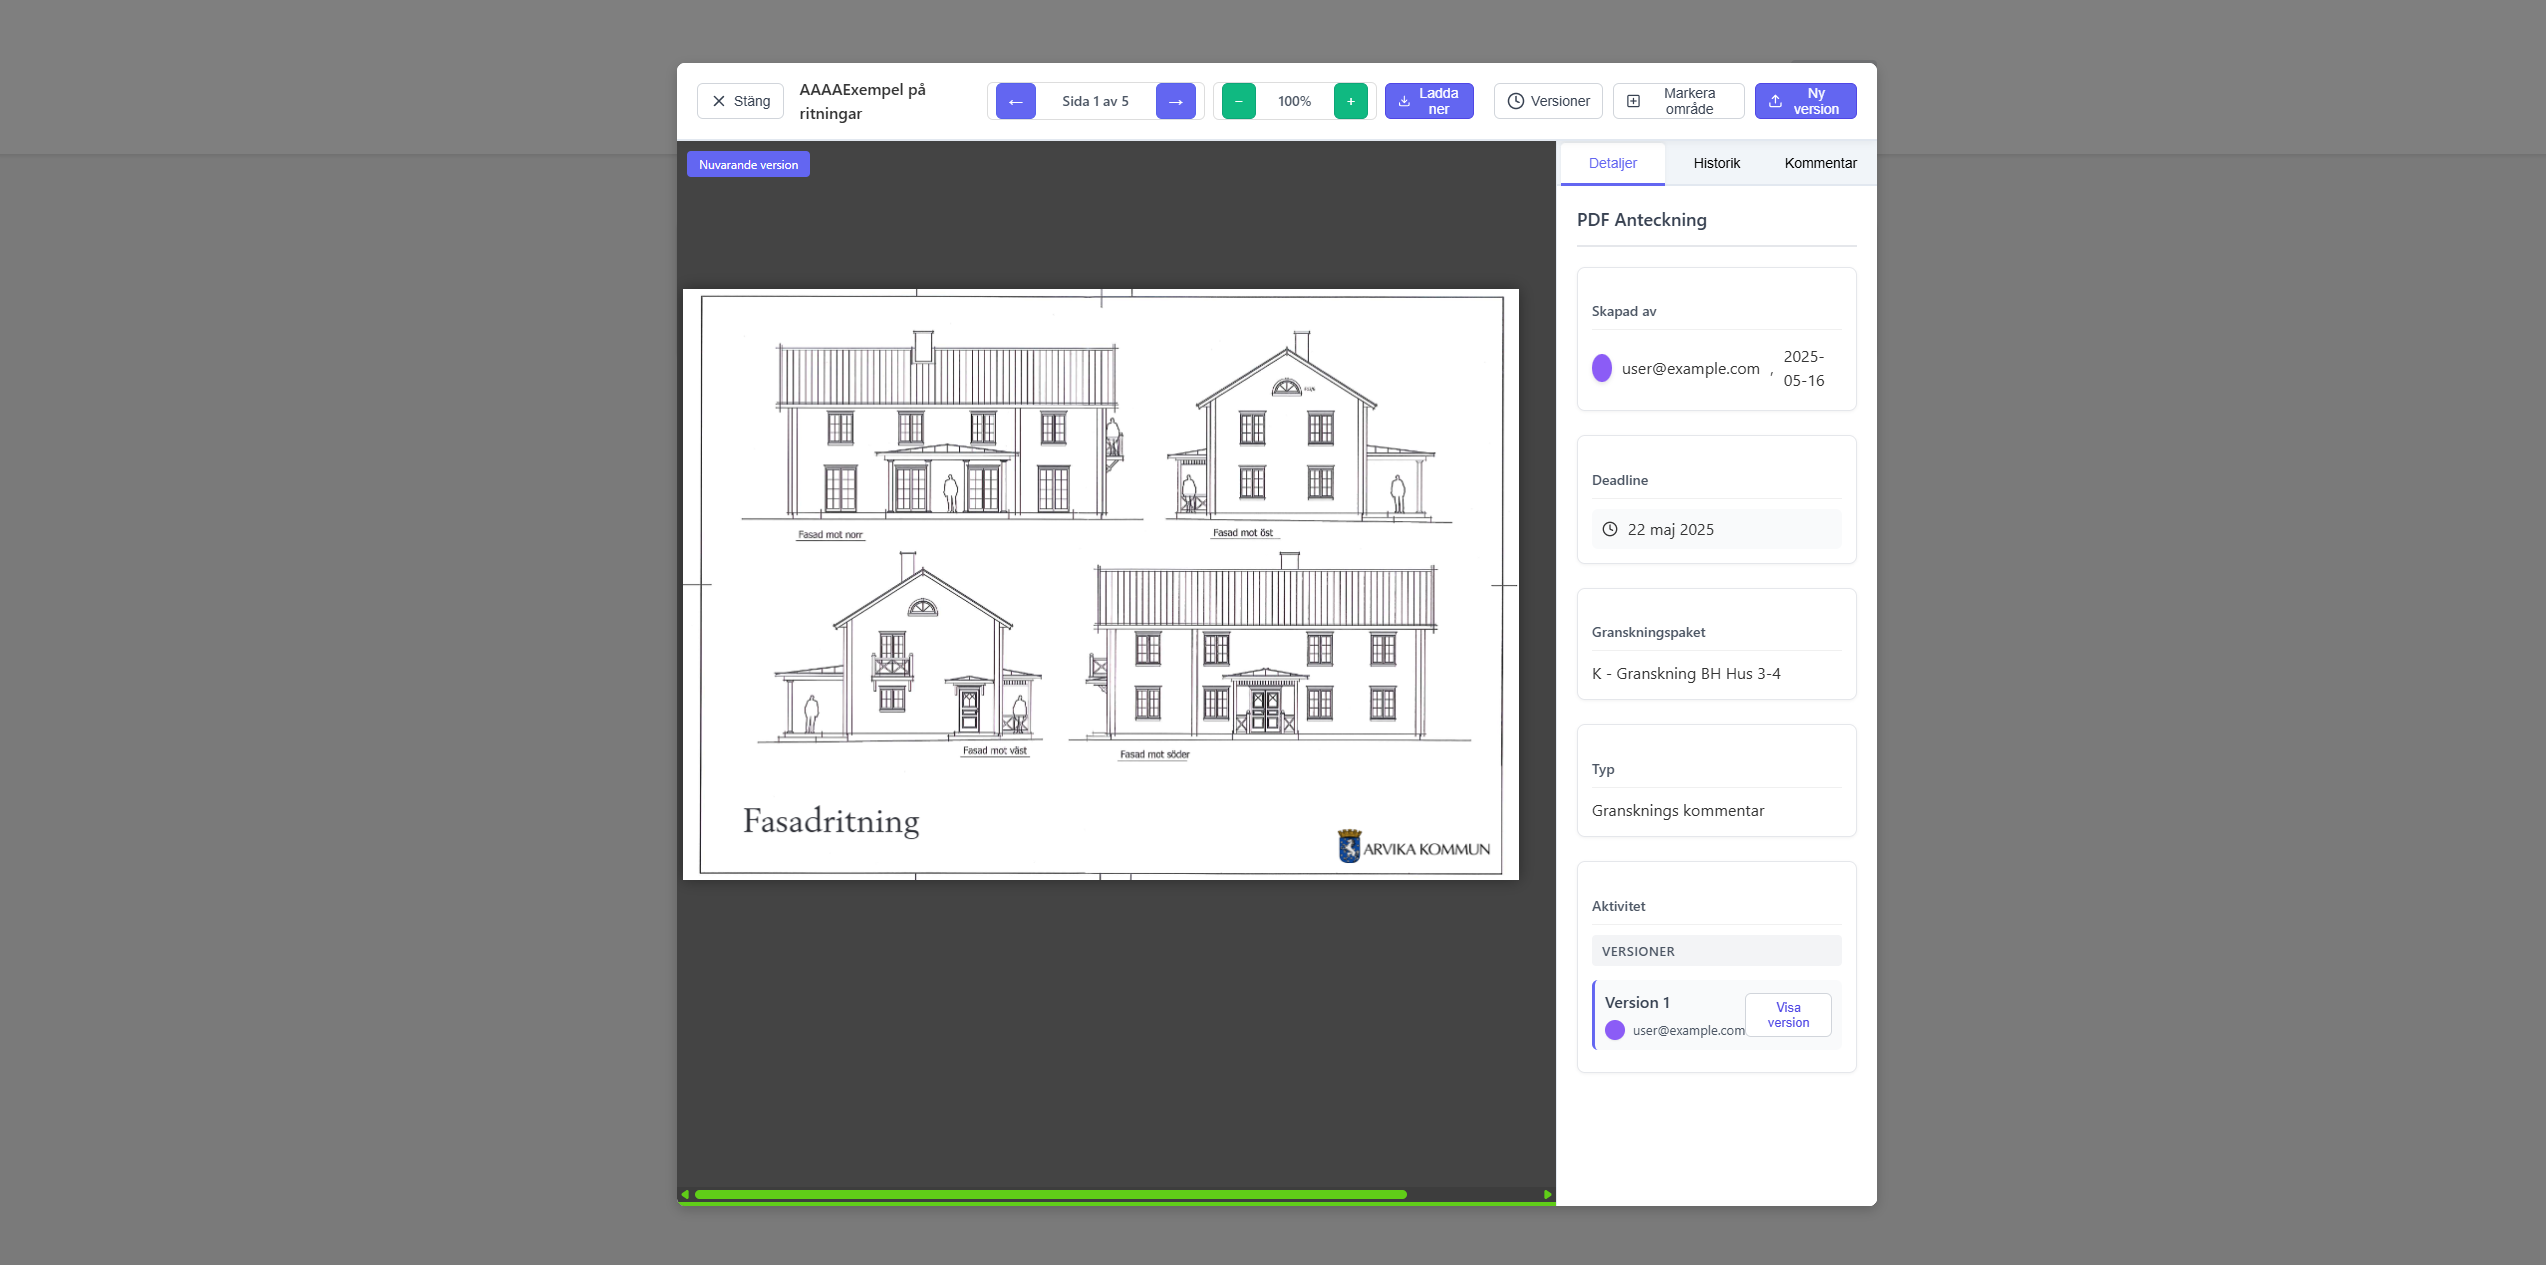 Stäng
AAAAExempel på
ritningar
←
Sida 1 av 5
→
−
100%
+
Ladda
ner
Versioner
Markera
område
Ny
version
Nuvarande version
Fasad mot norr
Fasad mot öst
Fasad mot väst
Fasad mot söder
Fasadritning
ARVIKA KOMMUN
Detaljer
Historik
Kommentar
PDF Anteckning
Skapad av
user@example.com , 2025-
05-16
Deadline
22 maj 2025
Granskningspaket
K - Granskning BH Hus 3-4
Typ
Gransknings kommentar
Aktivitet
VERSIONER
Version 1
user@example.com
Visa
version